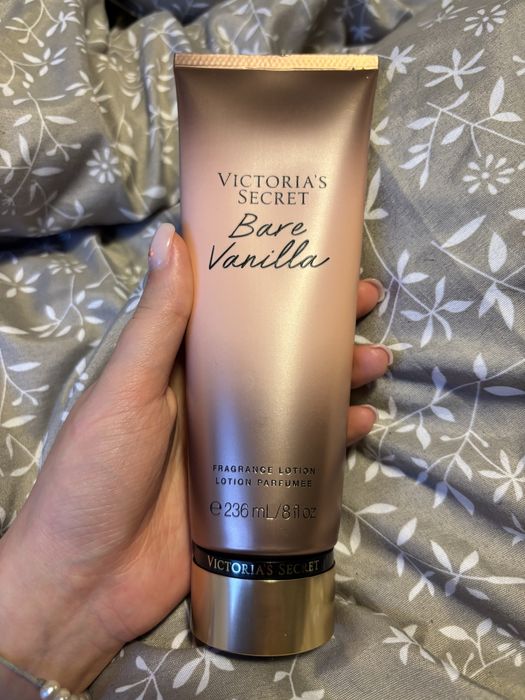 VICTORIA'S
SECRET
Bare
Vanilla
FRAGRANCE LOTION
LOTION PARFUMÉE
℮ 236 mL/8 fl oz
VICTORIA'S SECRET